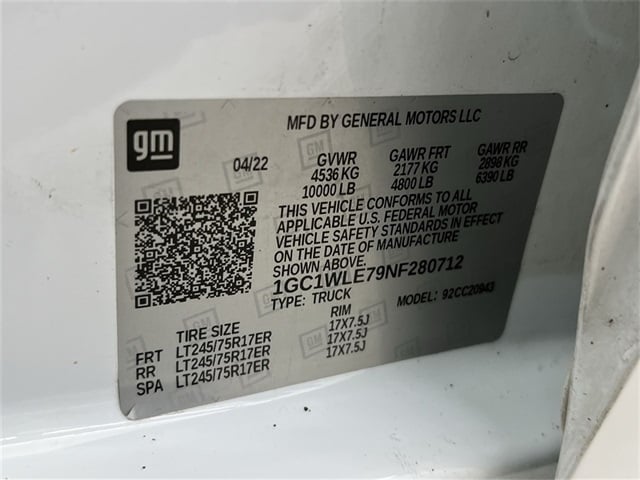 gm
MFD BY GENERAL MOTORS LLC
04/22 GVWR GAWR FRT GAWR RR
4536 KG 2177 KG 2898 KG
10000 LB 4800 LB 6390 LB
THIS VEHICLE CONFORMS TO ALL
APPLICABLE U.S. FEDERAL MOTOR
VEHICLE SAFETY STANDARDS IN EFFECT
ON THE DATE OF MANUFACTURE
SHOWN ABOVE.
1GC1WLE79NF280712
TYPE: TRUCK MODEL: 92CC20943
TIRE SIZE RIM
FRT LT245/75R17ER 17X7.5J
RR LT245/75R17ER 17X7.5J
SPA LT245/75R17ER 17X7.5J